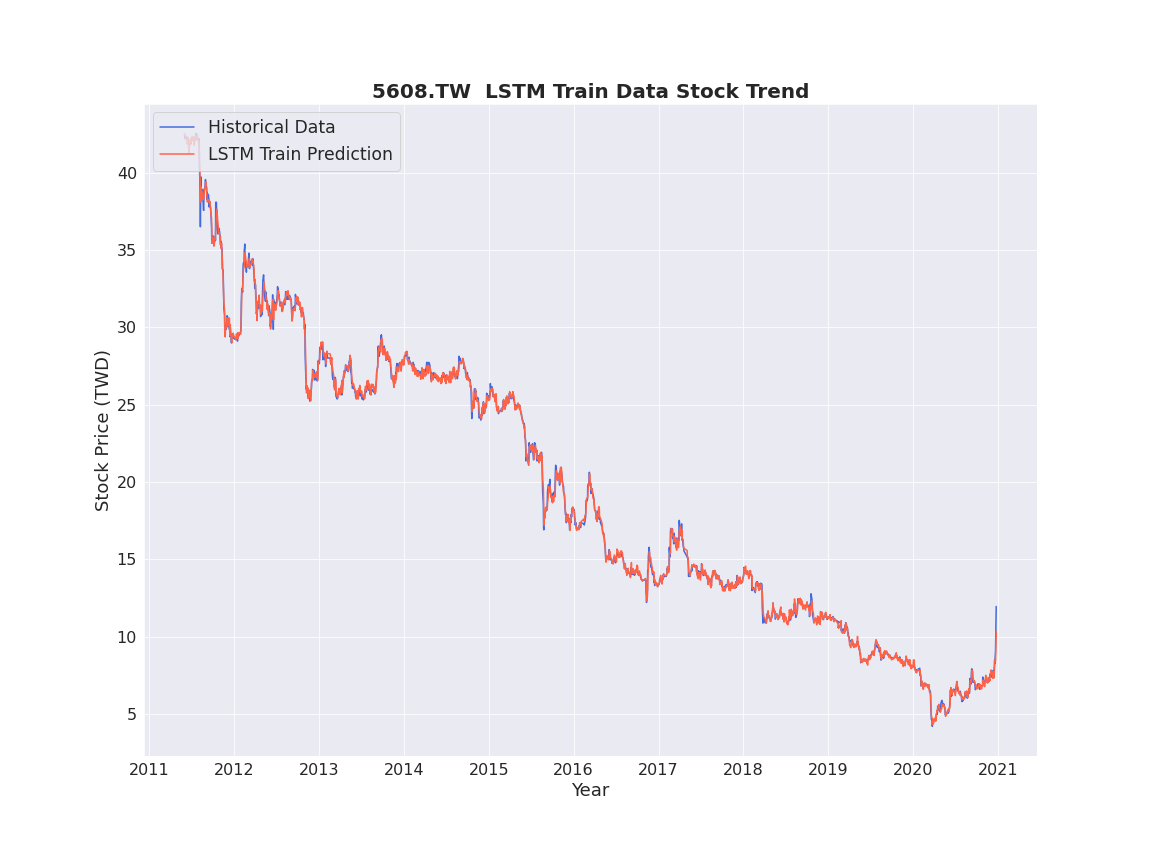 5608.TW  LSTM Train Data Stock Trend
Historical Data
LSTM Train Prediction
Stock Price (TWD)
40
35
30
25
20
15
10
5
2011 2012 2013 2014 2015 2016 2017 2018 2019 2020 2021
Year